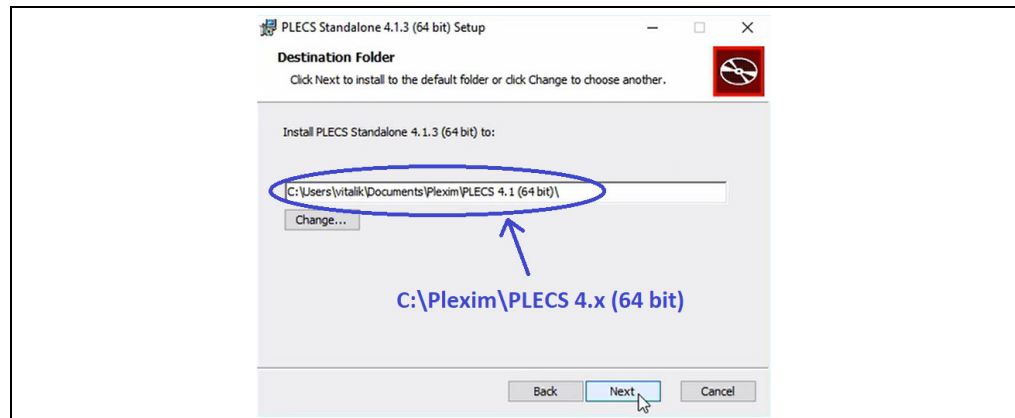 PLECS Standalone 4.1.3 (64 bit) Setup
Destination Folder
Click Next to install to the default folder or click Change to choose another.
Install PLECS Standalone 4.1.3 (64 bit) to:
C:\Users\vitalik\Documents\Plexim\PLECS 4.1 (64 bit)\
Change...
C:\Plexim\PLECS 4.x (64 bit)
Back Next Cancel